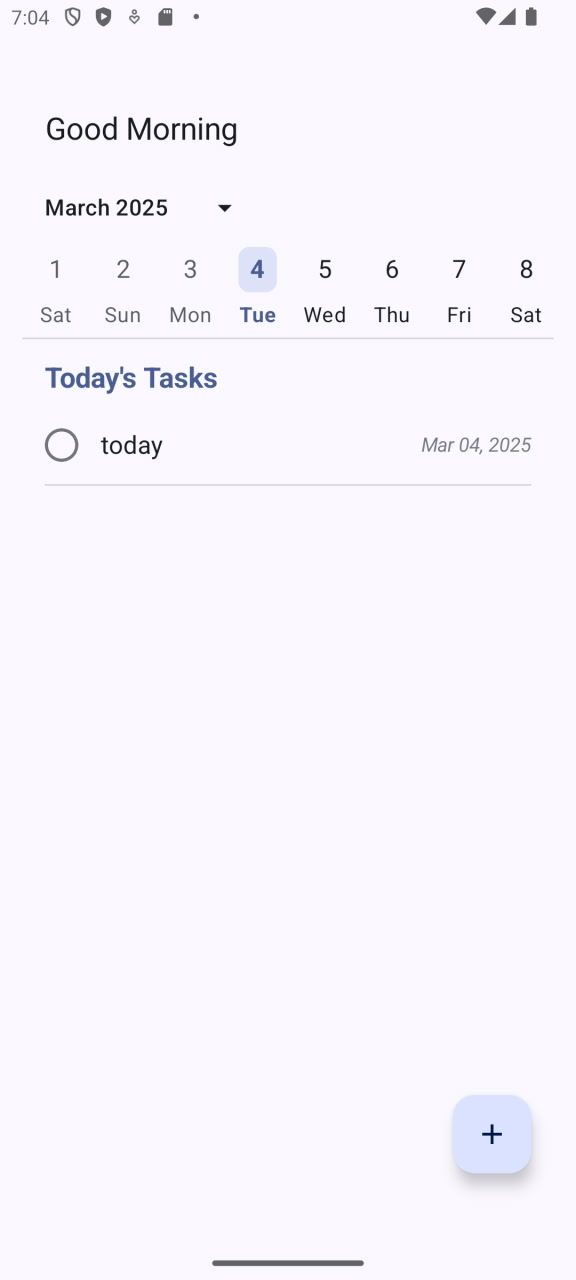 7:04
Good Morning
March 2025
1 2 3 4 5 6 7 8
Sat Sun Mon Tue Wed Thu Fri Sat
Today's Tasks
today Mar 04, 2025
+